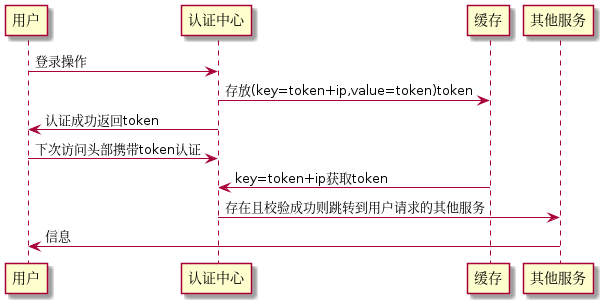 用户
认证中心
缓存
其他服务
登录操作
存放(key=token+ip,value=token)token
认证成功返回token
下次访问头部携带token认证
key=token+ip获取token
存在且校验成功则跳转到用户请求的其他服务
信息
用户
认证中心
缓存
其他服务